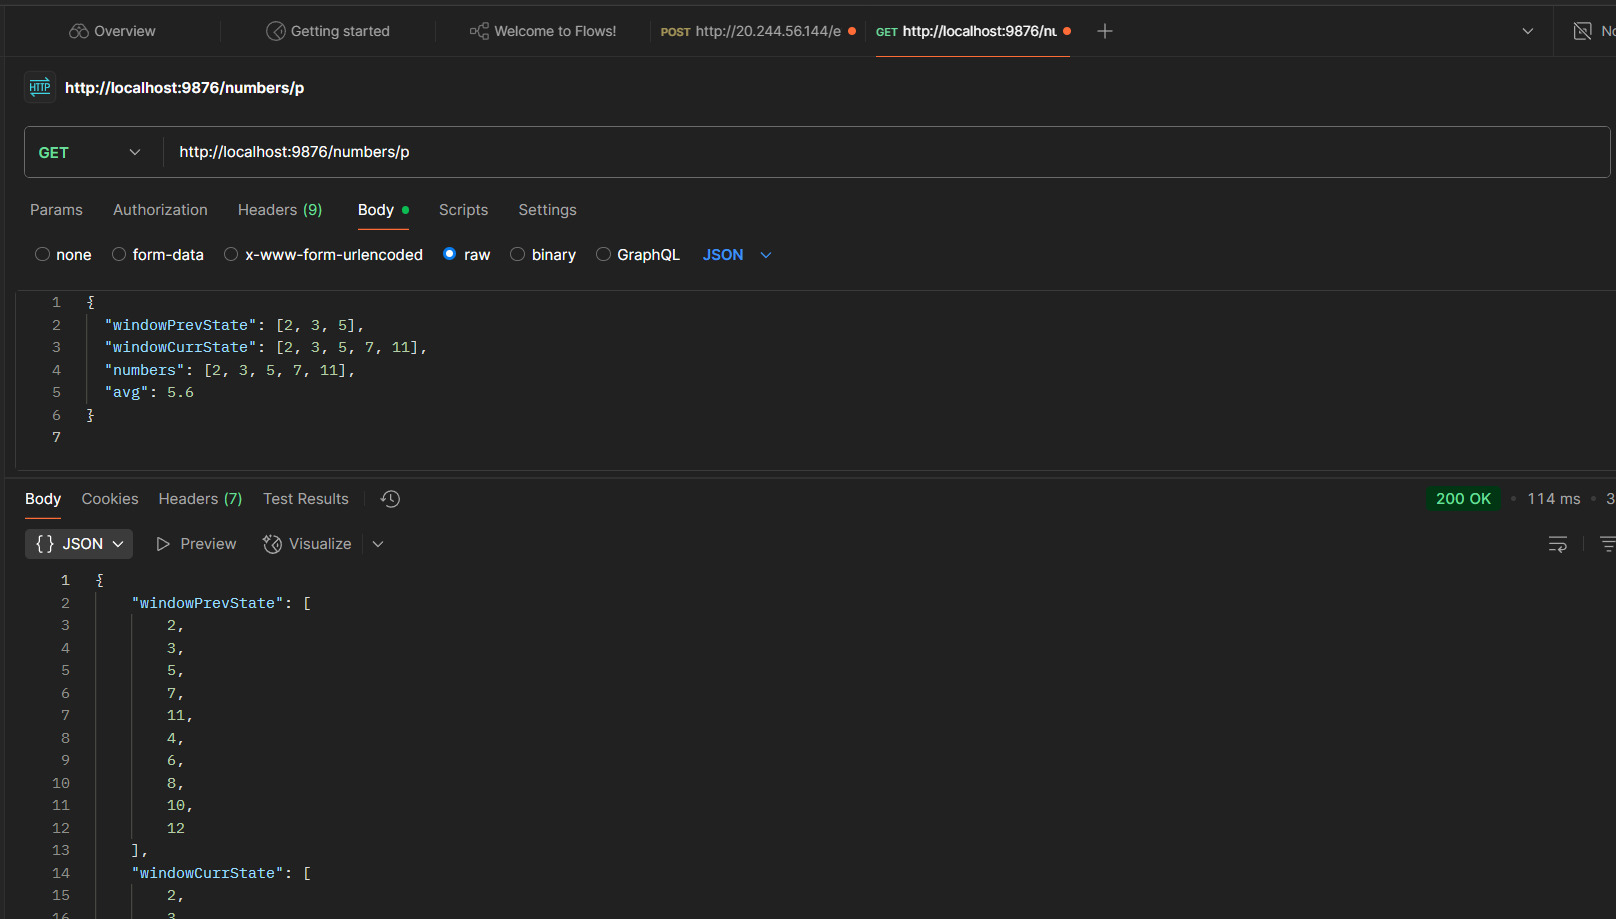 Overview Getting started Welcome to Flows! POST http://20.244.56.144/e GET http://localhost:9876/nu
HTTP http://localhost:9876/numbers/p
GET http://localhost:9876/numbers/p
Params Authorization Headers (9) Body Scripts Settings
none form-data x-www-form-urlencoded raw binary GraphQL JSON
1 {
2 "windowPrevState": [2, 3, 5],
3 "windowCurrState": [2, 3, 5, 7, 11],
4 "numbers": [2, 3, 5, 7, 11],
5 "avg": 5.6
6 }
7
Body Cookies Headers (7) Test Results 200 OK • 114 ms • 3
{} JSON Preview Visualize
1 {
2 "windowPrevState": [
3 2,
4 3,
5 5,
6 7,
7 11,
8 4,
9 6,
10 8,
11 10,
12 12
13 ],
14 "windowCurrState": [
15 2,
16 3